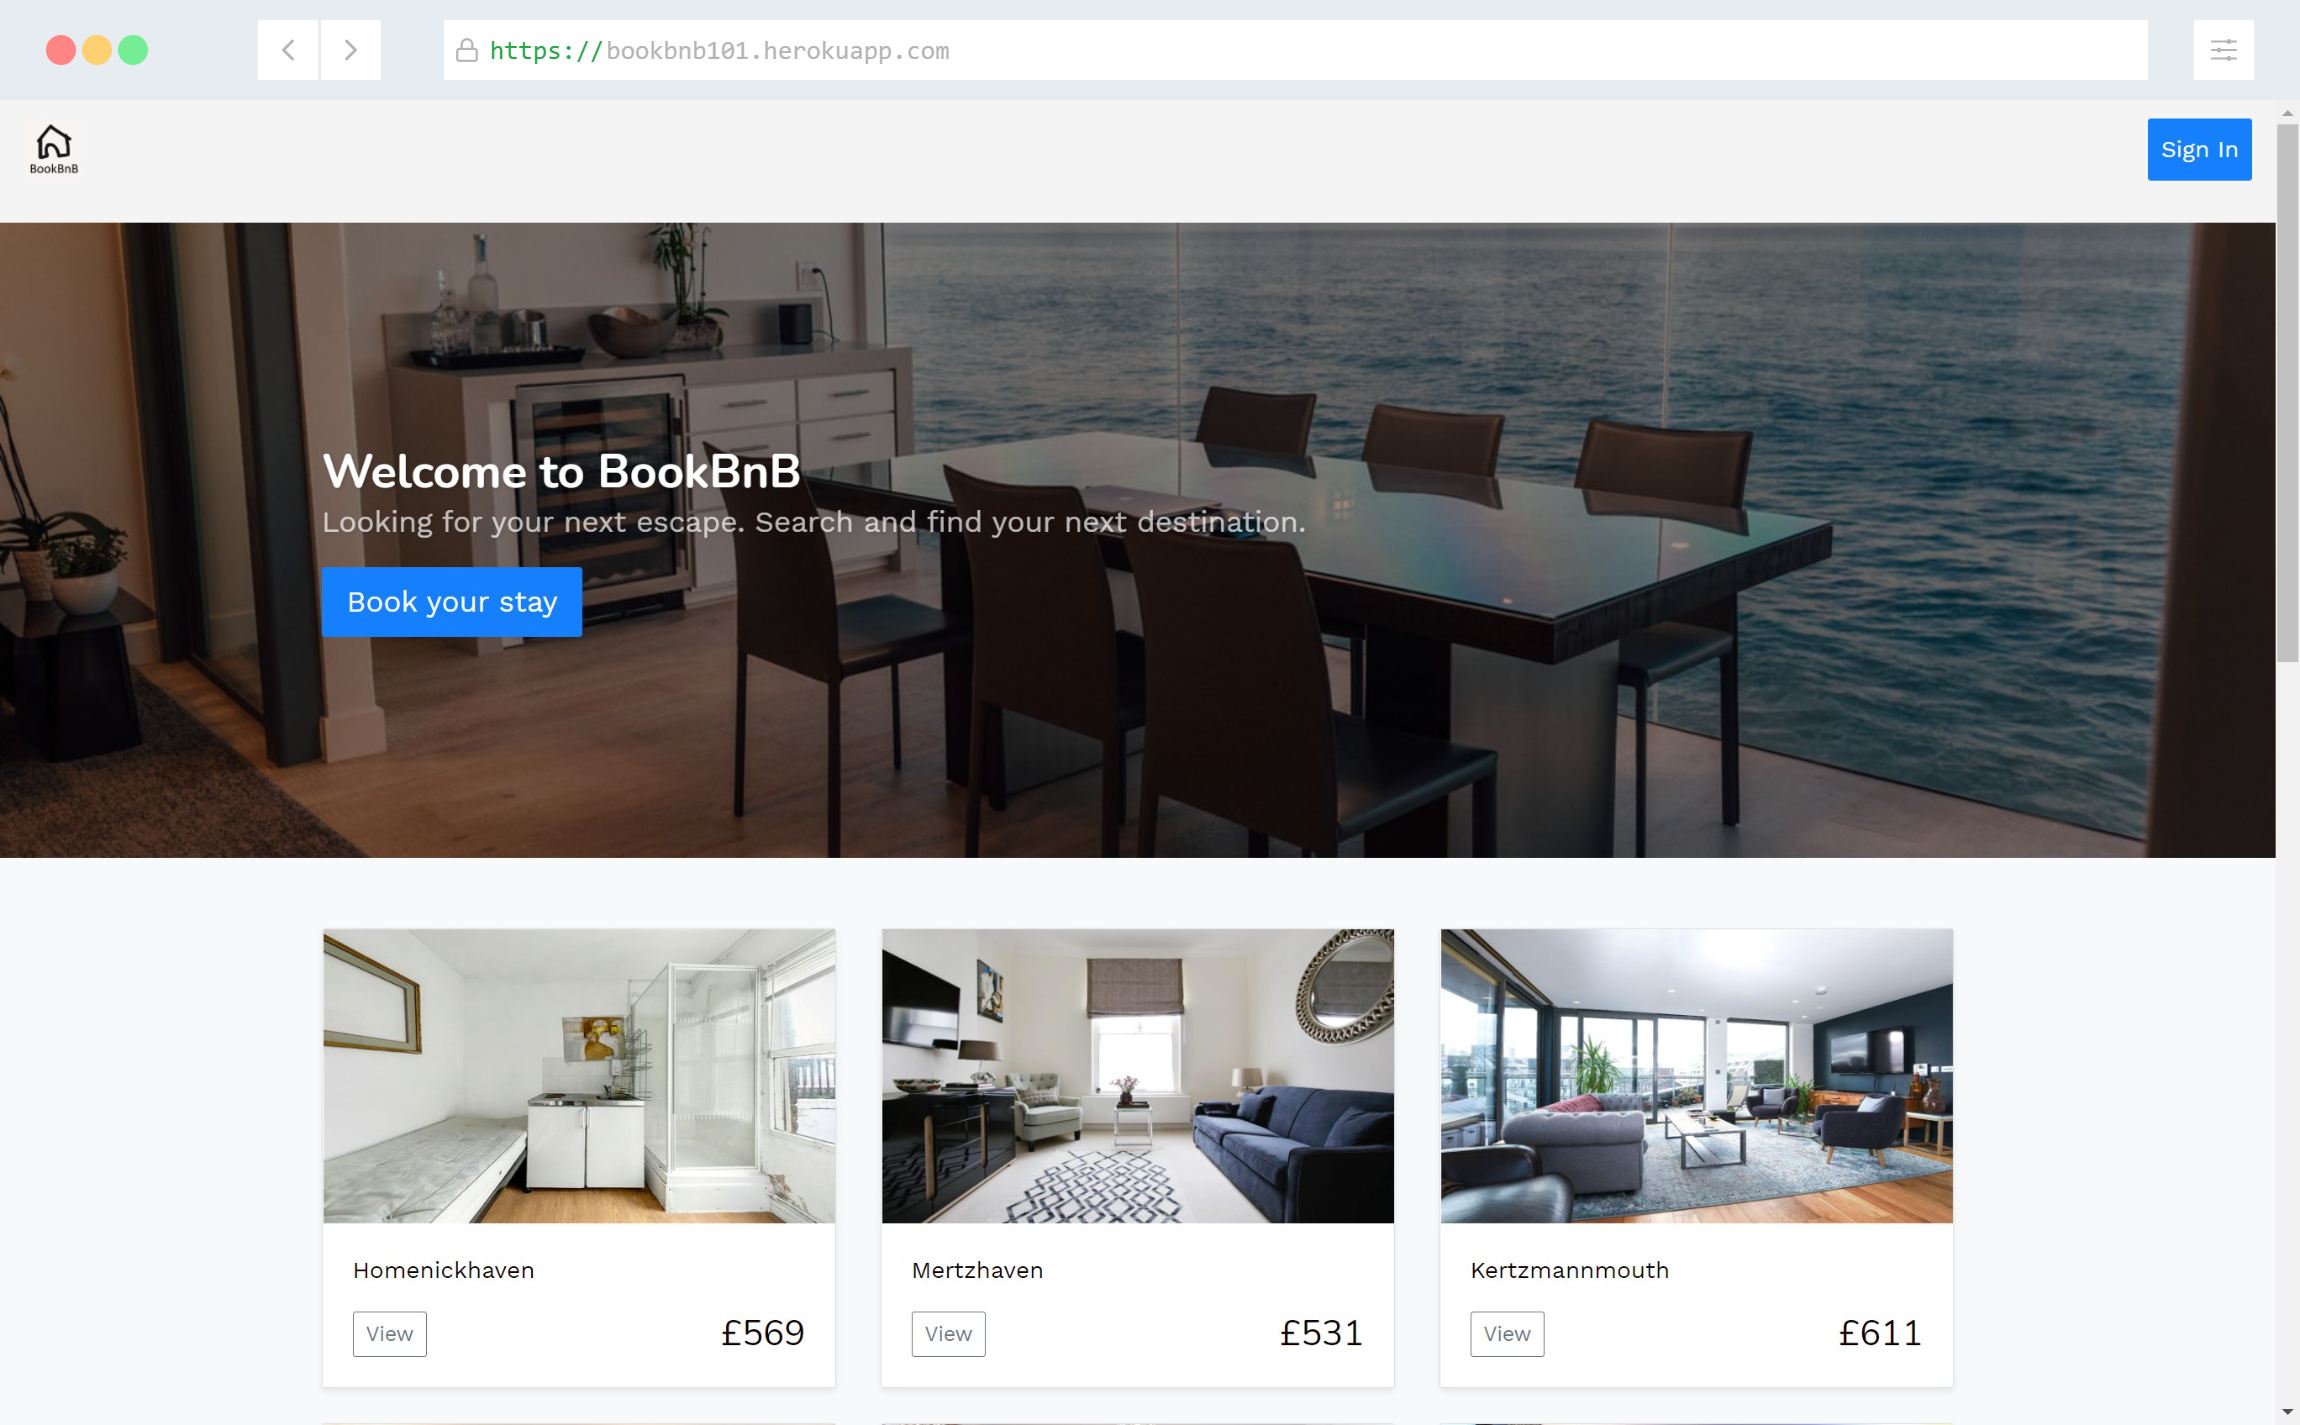 https://bookbnb101.herokuapp.com
BookBnB
Sign In
Welcome to BookBnB
Looking for your next escape. Search and find your next destination.
Book your stay
Homenickhaven
View
£569
Mertzhaven
View
£531
Kertzmannmouth
View
£611